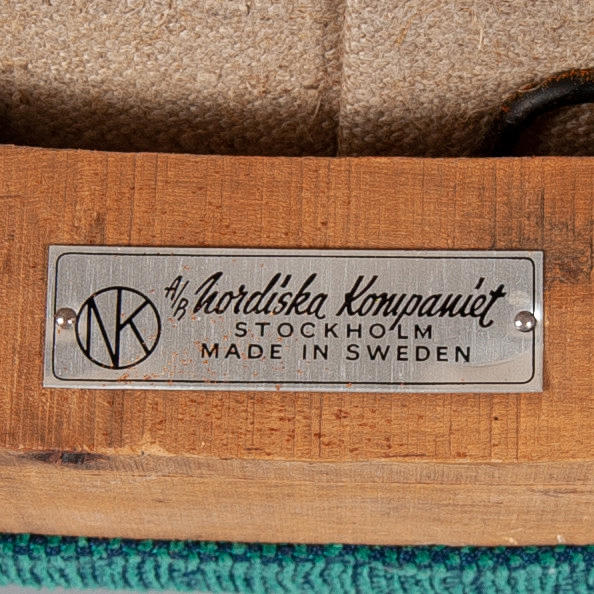 NK
A/B Nordiska Kompaniet
STOCKHOLM
MADE IN SWEDEN